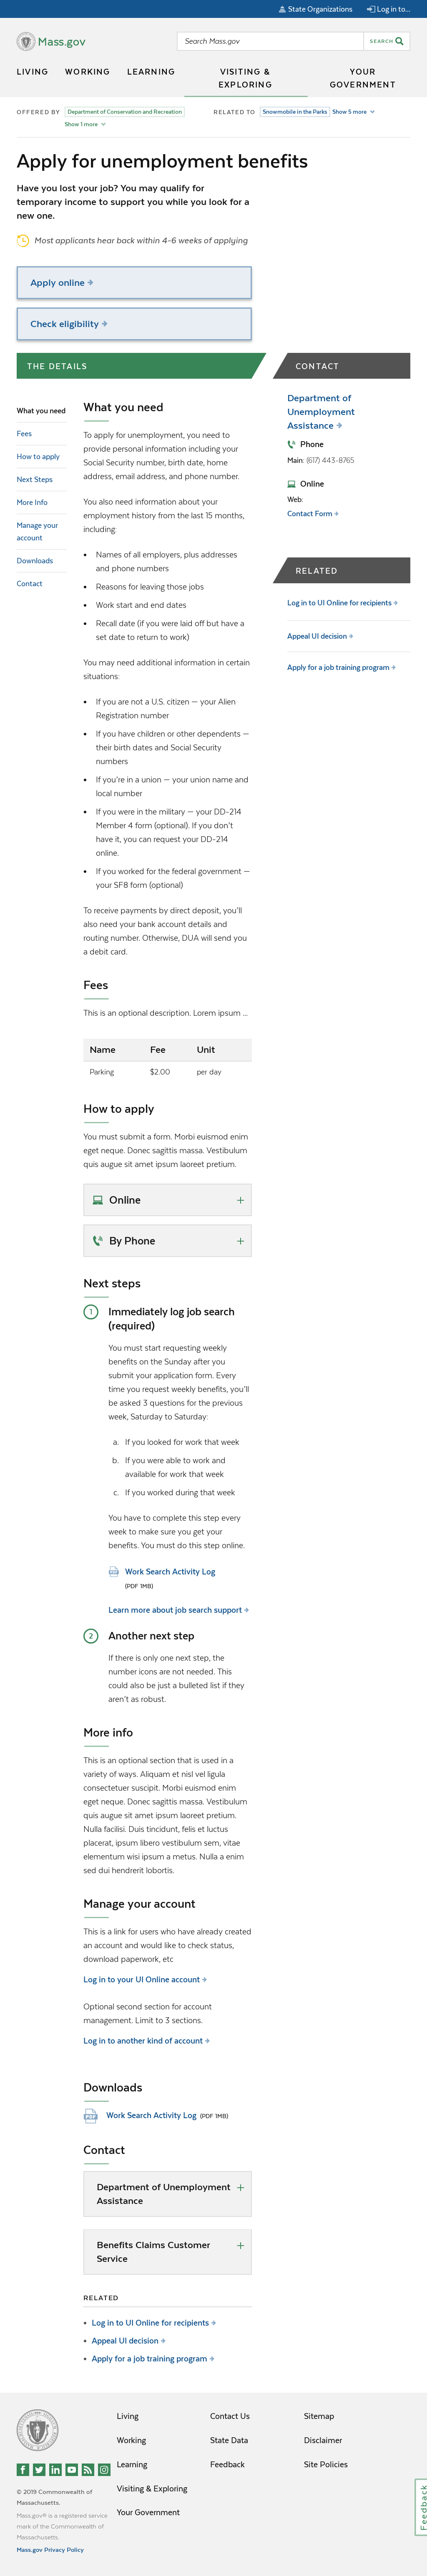 State Organizations
Log in to...
Mass.gov
Search Mass.gov
SEARCH
LIVING
WORKING
LEARNING
VISITING &
EXPLORING
YOUR
GOVERNMENT
OFFERED BY
Department of Conservation and Recreation
Show 1 more
RELATED TO
Snowmobile in the Parks
Show 5 more
Apply for unemployment benefits
Have you lost your job? You may qualify for
temporary income to support you while you look for a
new one.
Most applicants hear back within 4-6 weeks of applying
Apply online
Check eligibility
THE DETAILS
What you need
Fees
How to apply
Next Steps
More Info
Manage your
account
Downloads
Contact
What you need
To apply for unemployment, you need to
provide personal information including your
Social Security number, birth date, home
address, email address, and phone number.
You also need information about your
employment history from the last 15 months,
including:
• Names of all employers, plus addresses
and phone numbers
• Reasons for leaving those jobs
• Work start and end dates
• Recall date (if you were laid off but have a
set date to return to work)
You may need additional information in certain
situations:
• If you are not a U.S. citizen — your Alien
Registration number
• If you have children or other dependents —
their birth dates and Social Security
numbers
• If you're in a union — your union name and
local number
• If you were in the military — your DD-214
Member 4 form (optional). If you don't
have it, you can request your DD-214
online.
• If you worked for the federal government —
your SF8 form (optional)
To receive payments by direct deposit, you'll
also need your bank account details and
routing number. Otherwise, DUA will send you
a debit card.
Fees
This is an optional description. Lorem ipsum ...
Name Fee Unit
Parking $2.00 per day
How to apply
You must submit a form. Morbi euismod enim
eget neque. Donec sagittis massa. Vestibulum
quis augue sit amet ipsum laoreet pretium.
Online
By Phone
Next steps
1
Immediately log job search
(required)
You must start requesting weekly
benefits on the Sunday after you
submit your application form. Every
time you request weekly benefits, you'll
be asked 3 questions for the previous
week, Saturday to Saturday:
a. If you looked for work that week
b. If you were able to work and
available for work that week
c. If you worked during that week
You have to complete this step every
week to make sure you get your
benefits. You must do this step online.
Work Search Activity Log
(PDF 1MB)
Learn more about job search support
2
Another next step
If there is only one next step, the
number icons are not needed. This
could also be just a bulleted list if they
aren't as robust.
More info
This is an optional section that is used in a
variety of ways. Aliquam et nisl vel ligula
consectetuer suscipit. Morbi euismod enim
eget neque. Donec sagittis massa. Vestibulum
quis augue sit amet ipsum laoreet pretium.
Nulla facilisi. Duis tincidunt, felis et luctus
placerat, ipsum libero vestibulum sem, vitae
elementum wisi ipsum a metus. Nulla a enim
sed dui hendrerit lobortis.
Manage your account
This is a link for users who have already created
an account and would like to check status,
download paperwork, etc
Log in to your UI Online account
Optional second section for account
management. Limit to 3 sections.
Log in to another kind of account
Downloads
PDF
Work Search Activity Log (PDF 1MB)
Contact
Department of Unemployment
Assistance
Benefits Claims Customer
Service
RELATED
• Log in to UI Online for recipients
• Appeal UI decision
• Apply for a job training program
CONTACT
Department of
Unemployment
Assistance
Phone
Main: (617) 443-8765
Online
Web:
Contact Form
RELATED
Log in to UI Online for recipients
Appeal UI decision
Apply for a job training program
© 2019 Commonwealth of
Massachusetts.
Mass.gov® is a registered service
mark of the Commonwealth of
Massachusetts.
Mass.gov Privacy Policy
Living
Working
Learning
Visiting & Exploring
Your Government
Contact Us
State Data
Feedback
Sitemap
Disclaimer
Site Policies
Feedback